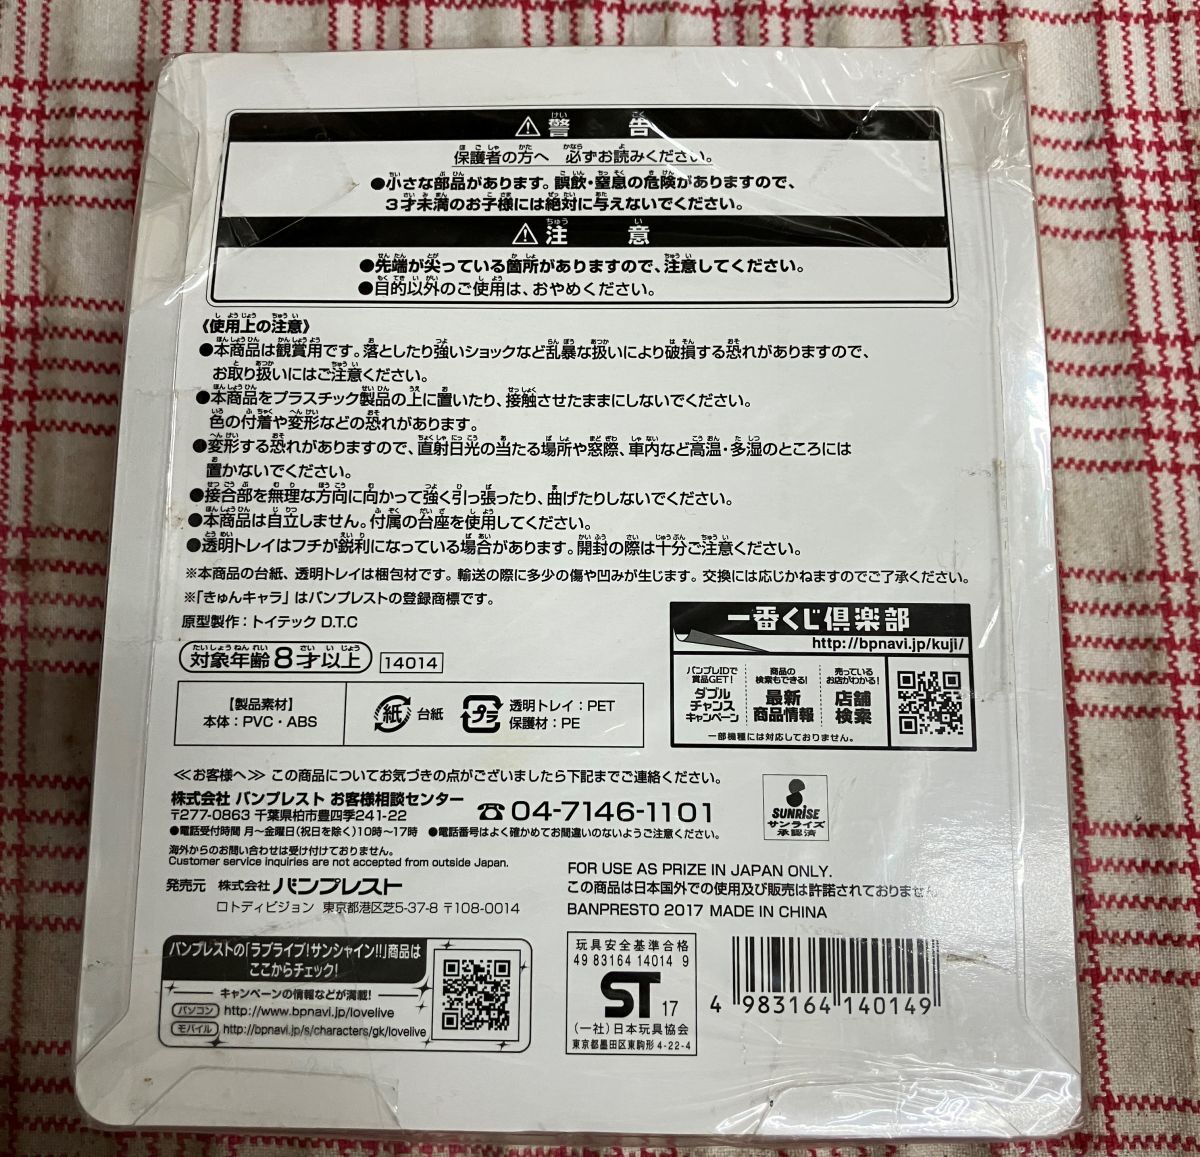 ⚠警告
保護者の方へ 必ずお読みください。
●小さな部品があります。誤飲・窒息の危険がありますので、
3才未満のお子様には絶対に与えないでください。
⚠注意
●先端が尖っている箇所がありますので、注意してください。
●目的以外のご使用は、おやめください。
《使用上の注意》
●本商品は観賞用です。落としたり強いショックなど乱暴な扱いにより破損する恐れがありますので、
お取り扱いにはご注意ください。
●本商品をプラスチック製品の上に置いたり、接触させたままにしないでください。
色の付着や変形などの恐れがあります。
●変形する恐れがありますので、直射日光の当たる場所や窓際、車内など高温・多湿のところには
置かないでください。
●接合部を無理な方向に向かって強く引っ張ったり、曲げたりしないでください。
●本商品は自立しません。付属の台座を使用してください。
●透明トレイはフチが鋭利になっている場合があります。開封の際は十分ご注意ください。
※本商品の台紙、透明トレイは梱包材です。輸送の際に多少の傷や凹みが生じます。交換には応じかねますのでご了承ください。
※「きゅんキャラ」はバンプレストの登録商標です。
原型製作：トイテック D.T.C
対象年齢8才以上 14014
【製品素材】
本体：PVC・ABS
紙 台紙
プラ 透明トレイ：PET
保護材：PE
一番くじ倶楽部
http://bpnavi.jp/kuji/
バンプレIDで
賞品GET!
ダブル
チャンス
キャンペーン
商品の
検索もできる!
最新
商品情報
売っている
お店がわかる!
店舗
検索
一部機種には対応しておりません。
≪お客様へ≫ この商品についてお気づきの点がございましたら下記までご連絡ください。
株式会社 バンプレスト お客様相談センター
〒277-0863 千葉県柏市豊四季241-22
☎04-7146-1101
●電話受付時間 月～金曜日(祝日を除く)10時～17時 ●電話番号はよく確かめてお間違いのないようご注意ください。
海外からのお問い合わせは受け付けておりません。
Customer service inquiries are not accepted from outside Japan.
SUNRISE
サンライズ
承認済
発売元 株式会社 バンプレスト
ロトディビジョン 東京都港区芝5-37-8 〒108-0014
FOR USE AS PRIZE IN JAPAN ONLY.
この商品は日本国外での使用及び販売は許諾されておりません。
BANPRESTO 2017 MADE IN CHINA
バンプレストの「ラブライブ!サンシャイン!!」商品は
ここからチェック!
キャンペーンの情報などが満載!
パソコン http://www.bpnavi.jp/lovelive
モバイル http://bpnavi.jp/s/characters/gk/lovelive
玩具安全基準合格
49 83164 14014 9
ST 17
(一社)日本玩具協会
東京都墨田区東駒形 4-22-4
4 983164 140149